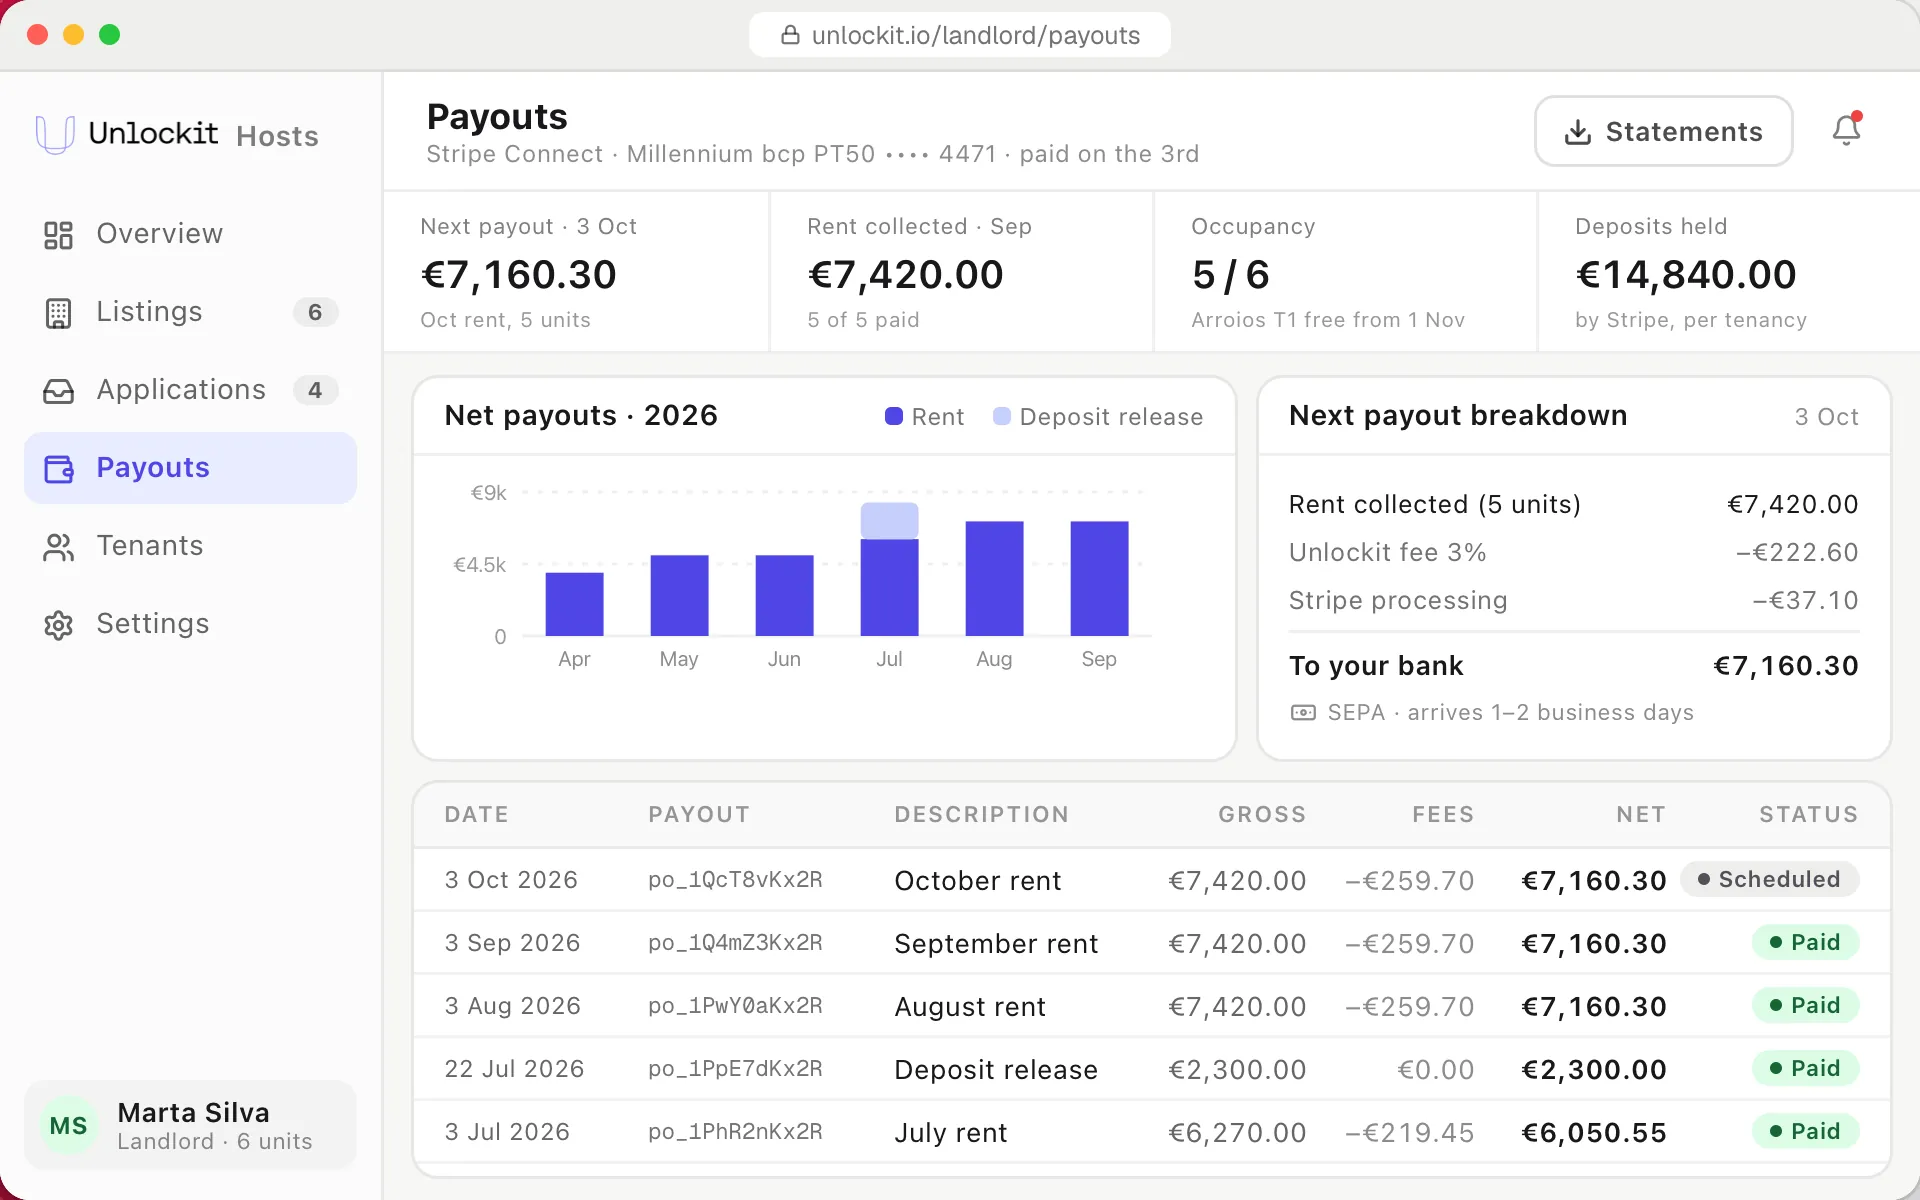 unlockit.io/landlord/payouts
Unlockit Hosts
Overview
Listings 6
Applications 4
Payouts
Tenants
Settings
MS
Marta Silva
Landlord · 6 units
Payouts
Stripe Connect · Millennium bcp PT50 •••• 4471 · paid on the 3rd
Statements
Next payout · 3 Oct
€7,160.30
Oct rent, 5 units
Rent collected · Sep
€7,420.00
5 of 5 paid
Occupancy
5 / 6
Arroios T1 free from 1 Nov
Deposits held
€14,840.00
by Stripe, per tenancy
Net payouts · 2026
Rent Deposit release
€9k
€4.5k
0
Apr May Jun Jul Aug Sep
Next payout breakdown 3 Oct
Rent collected (5 units) €7,420.00
Unlockit fee 3% –€222.60
Stripe processing –€37.10
To your bank €7,160.30
SEPA · arrives 1–2 business days
DATE PAYOUT DESCRIPTION GROSS FEES NET STATUS
3 Oct 2026 po_1QcT8vKx2R October rent €7,420.00 –€259.70 €7,160.30 Scheduled
3 Sep 2026 po_1Q4mZ3Kx2R September rent €7,420.00 –€259.70 €7,160.30 Paid
3 Aug 2026 po_1PwY0aKx2R August rent €7,420.00 –€259.70 €7,160.30 Paid
22 Jul 2026 po_1PpE7dKx2R Deposit release €2,300.00 €0.00 €2,300.00 Paid
3 Jul 2026 po_1PhR2nKx2R July rent €6,270.00 –€219.45 €6,050.55 Paid